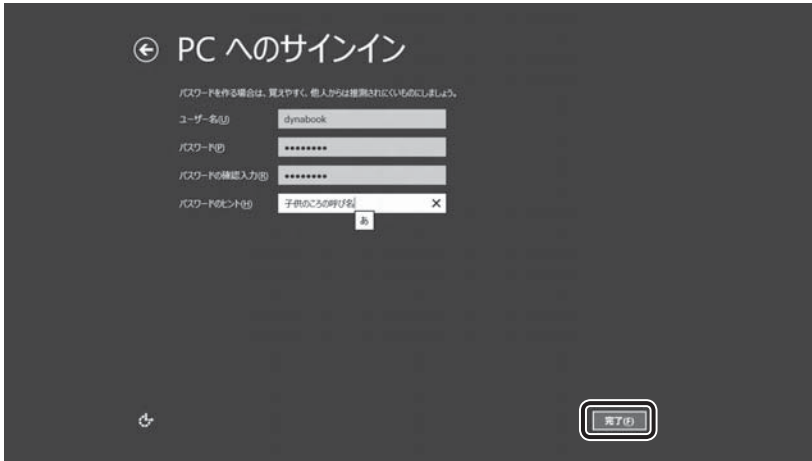 PC へのサインイン
パスワードを作る場合は、覚えやすく、他人からは推測されにくいものにしましょう。
ユーザー名(U)
dynabook
パスワード(P)
••••••••
パスワードの確認入力(R)
••••••••
パスワードのヒント(H)
子供のころの呼び名
あ
完了(F)